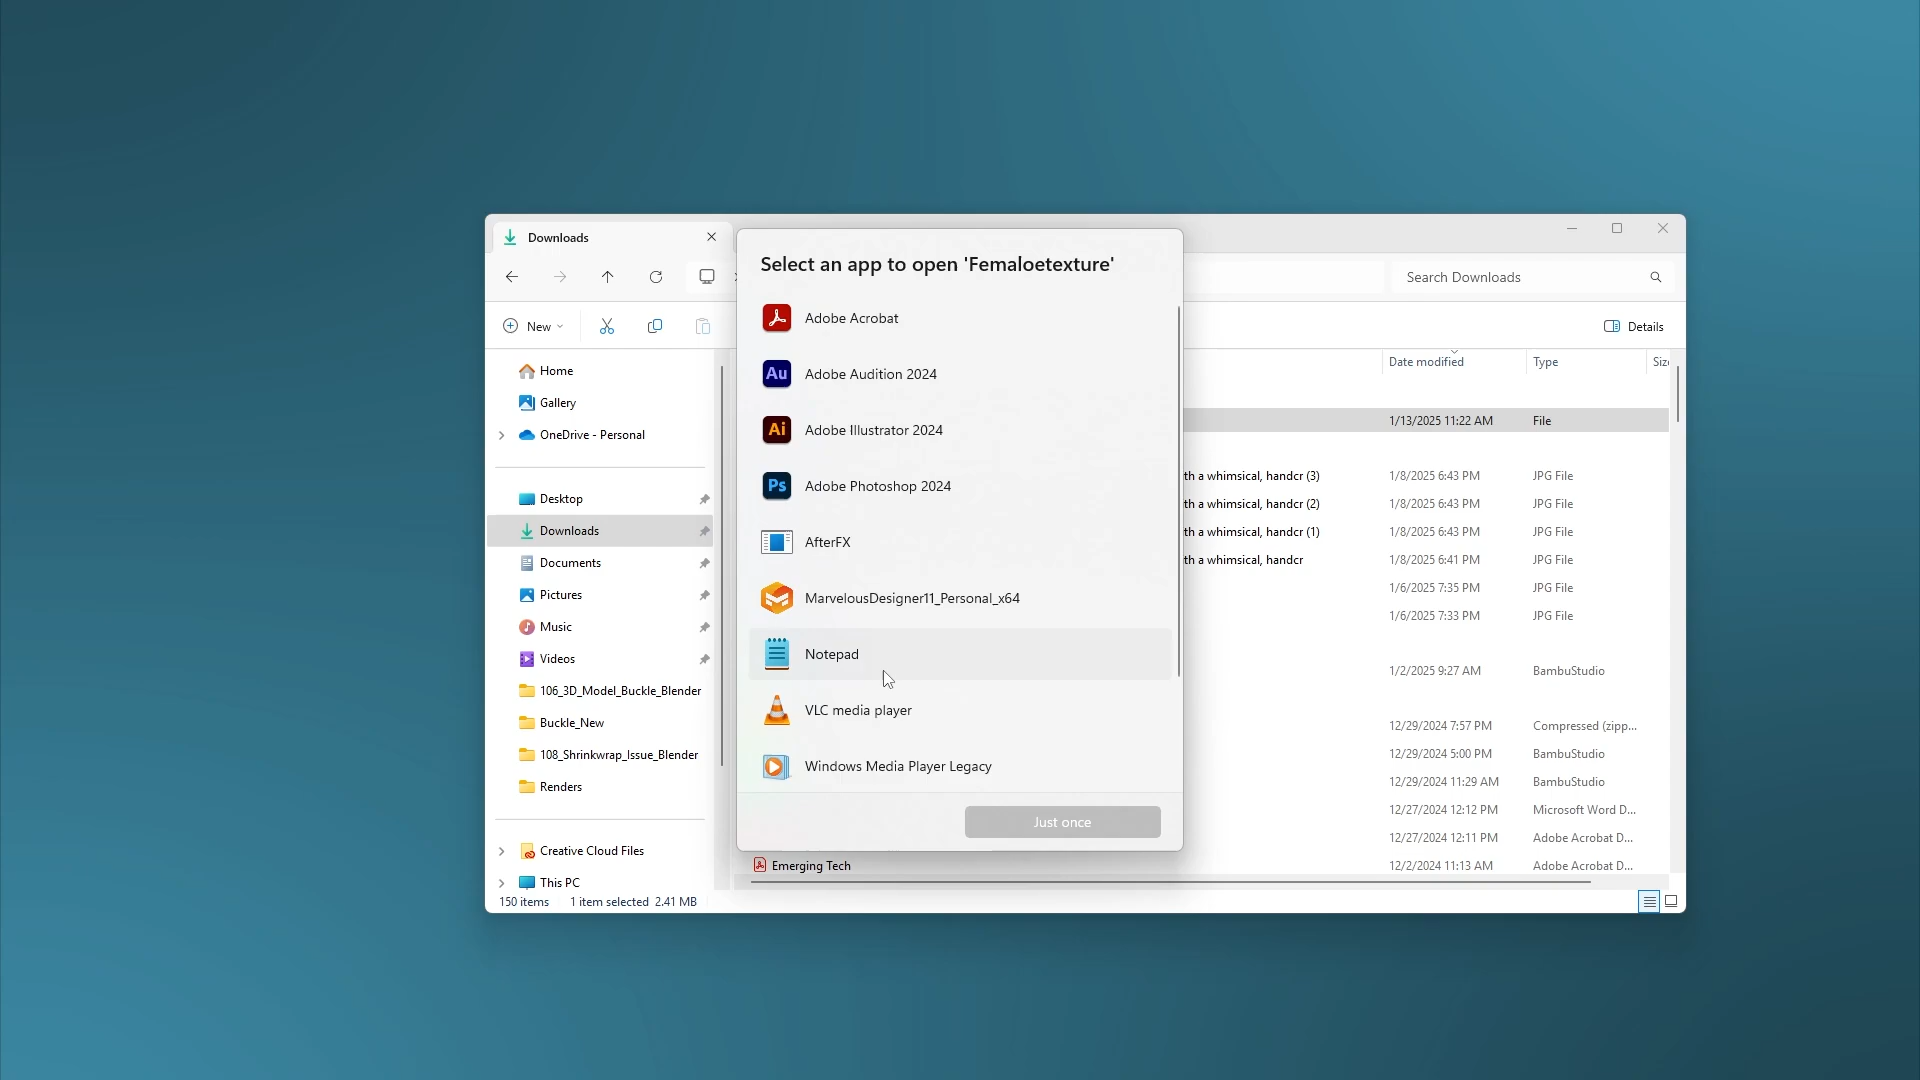 Downloads
Search Downloads
New
Details
Home
Gallery
OneDrive - Personal
Desktop
Downloads
Documents
Pictures
Music
Videos
106_3D_Model_Buckle_Blender
Buckle_New
108_Shrinkwrap_Issue_Blender
Renders
Creative Cloud Files
This PC
150 items 1 item selected 2.41 MB
Select an app to open 'Femaloetexture'
Adobe Acrobat
Au Adobe Audition 2024
Ai Adobe Illustrator 2024
Ps Adobe Photoshop 2024
AfterFX
MarvelousDesigner11_Personal_x64
Notepad
VLC media player
Windows Media Player Legacy
Just once
Date modified Type Siz
1/13/2025 11:22 AM File
th a whimsical, handcr (3) 1/8/2025 6:43 PM JPG File
th a whimsical, handcr (2) 1/8/2025 6:43 PM JPG File
th a whimsical, handcr (1) 1/8/2025 6:43 PM JPG File
th a whimsical, handcr 1/8/2025 6:41 PM JPG File
1/6/2025 7:35 PM JPG File
1/6/2025 7:33 PM JPG File
1/2/2025 9:27 AM BambuStudio
12/29/2024 7:57 PM Compressed (zipp...
12/29/2024 5:00 PM BambuStudio
12/29/2024 11:29 AM BambuStudio
12/27/2024 12:12 PM Microsoft Word D...
12/27/2024 12:11 PM Adobe Acrobat D...
Emerging Tech 12/2/2024 11:13 AM Adobe Acrobat D...